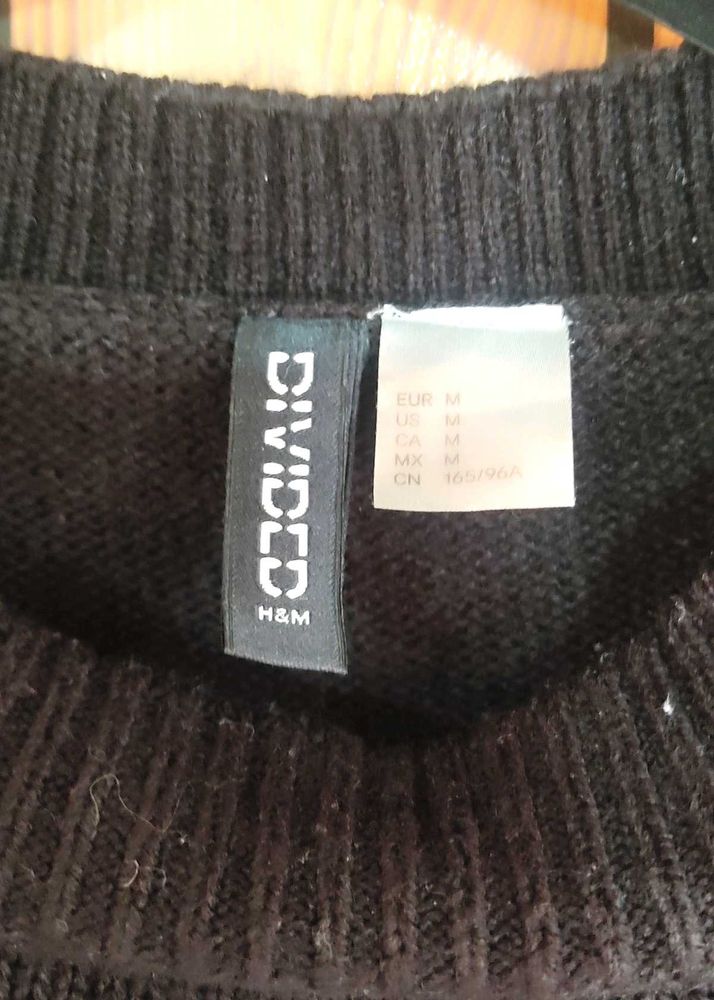 DIVIDED
H&M
EUR M
US M
CA M
MX M
CN 165/96A